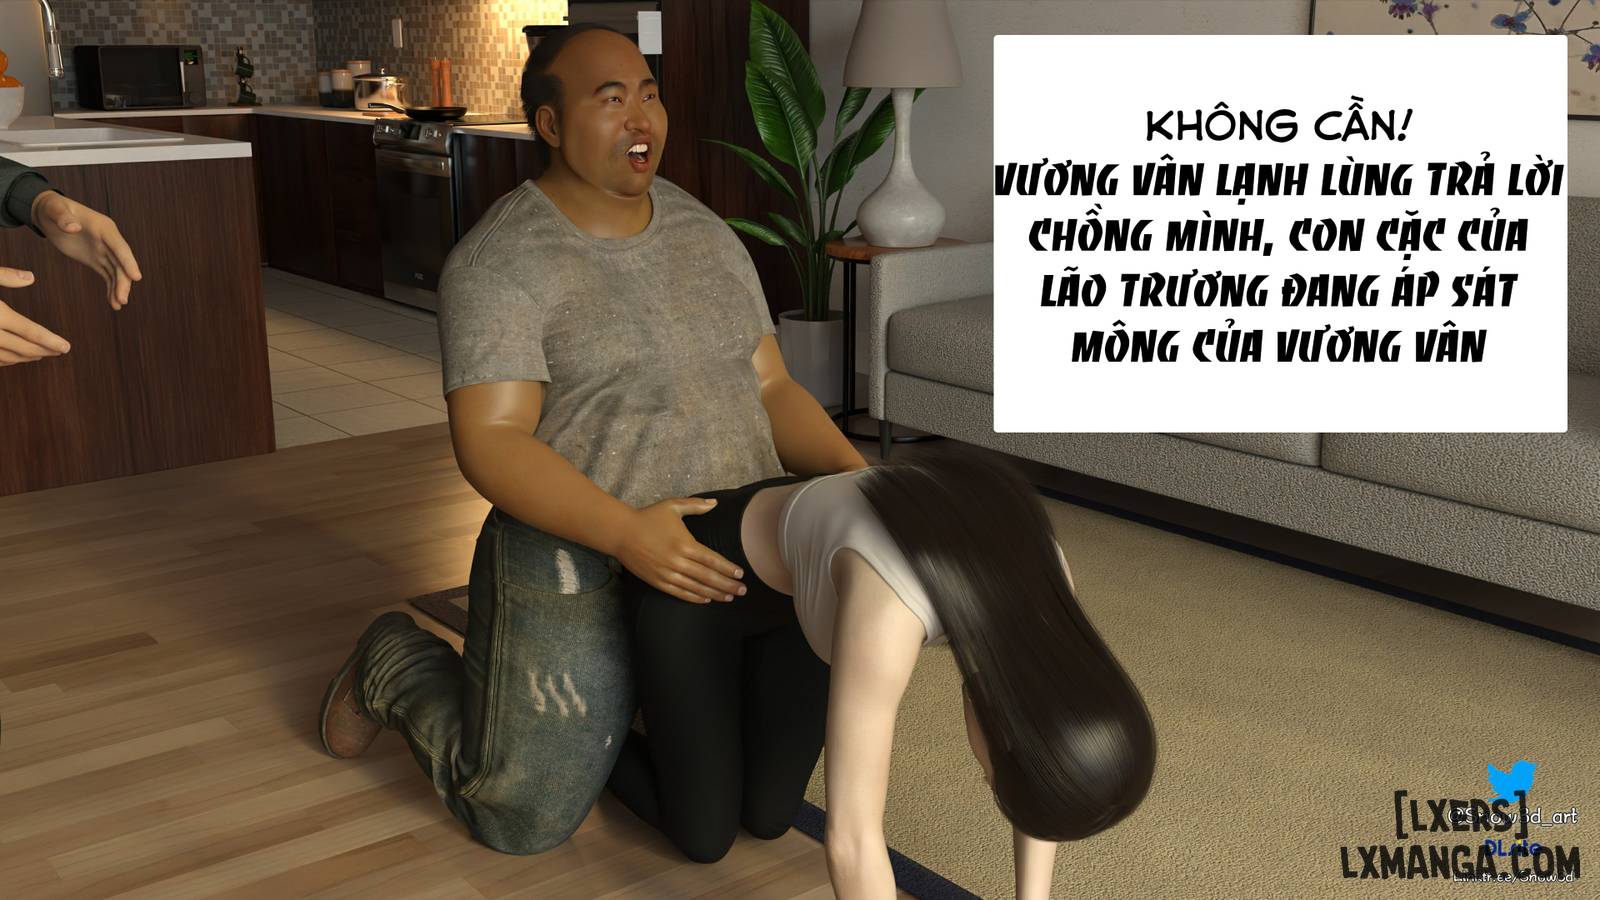 KHÔNG CẦN!
VƯƠNG VÂN LẠNH LÙNG TRẢ LỜI
CHỒNG MÌNH, CON CẶC CỦA
LÃO TRƯƠNG ĐANG ÁP SÁT
MÔNG CỦA VƯƠNG VÂN
[LXERS]
@Snow3d_art
LXMANGA.COM